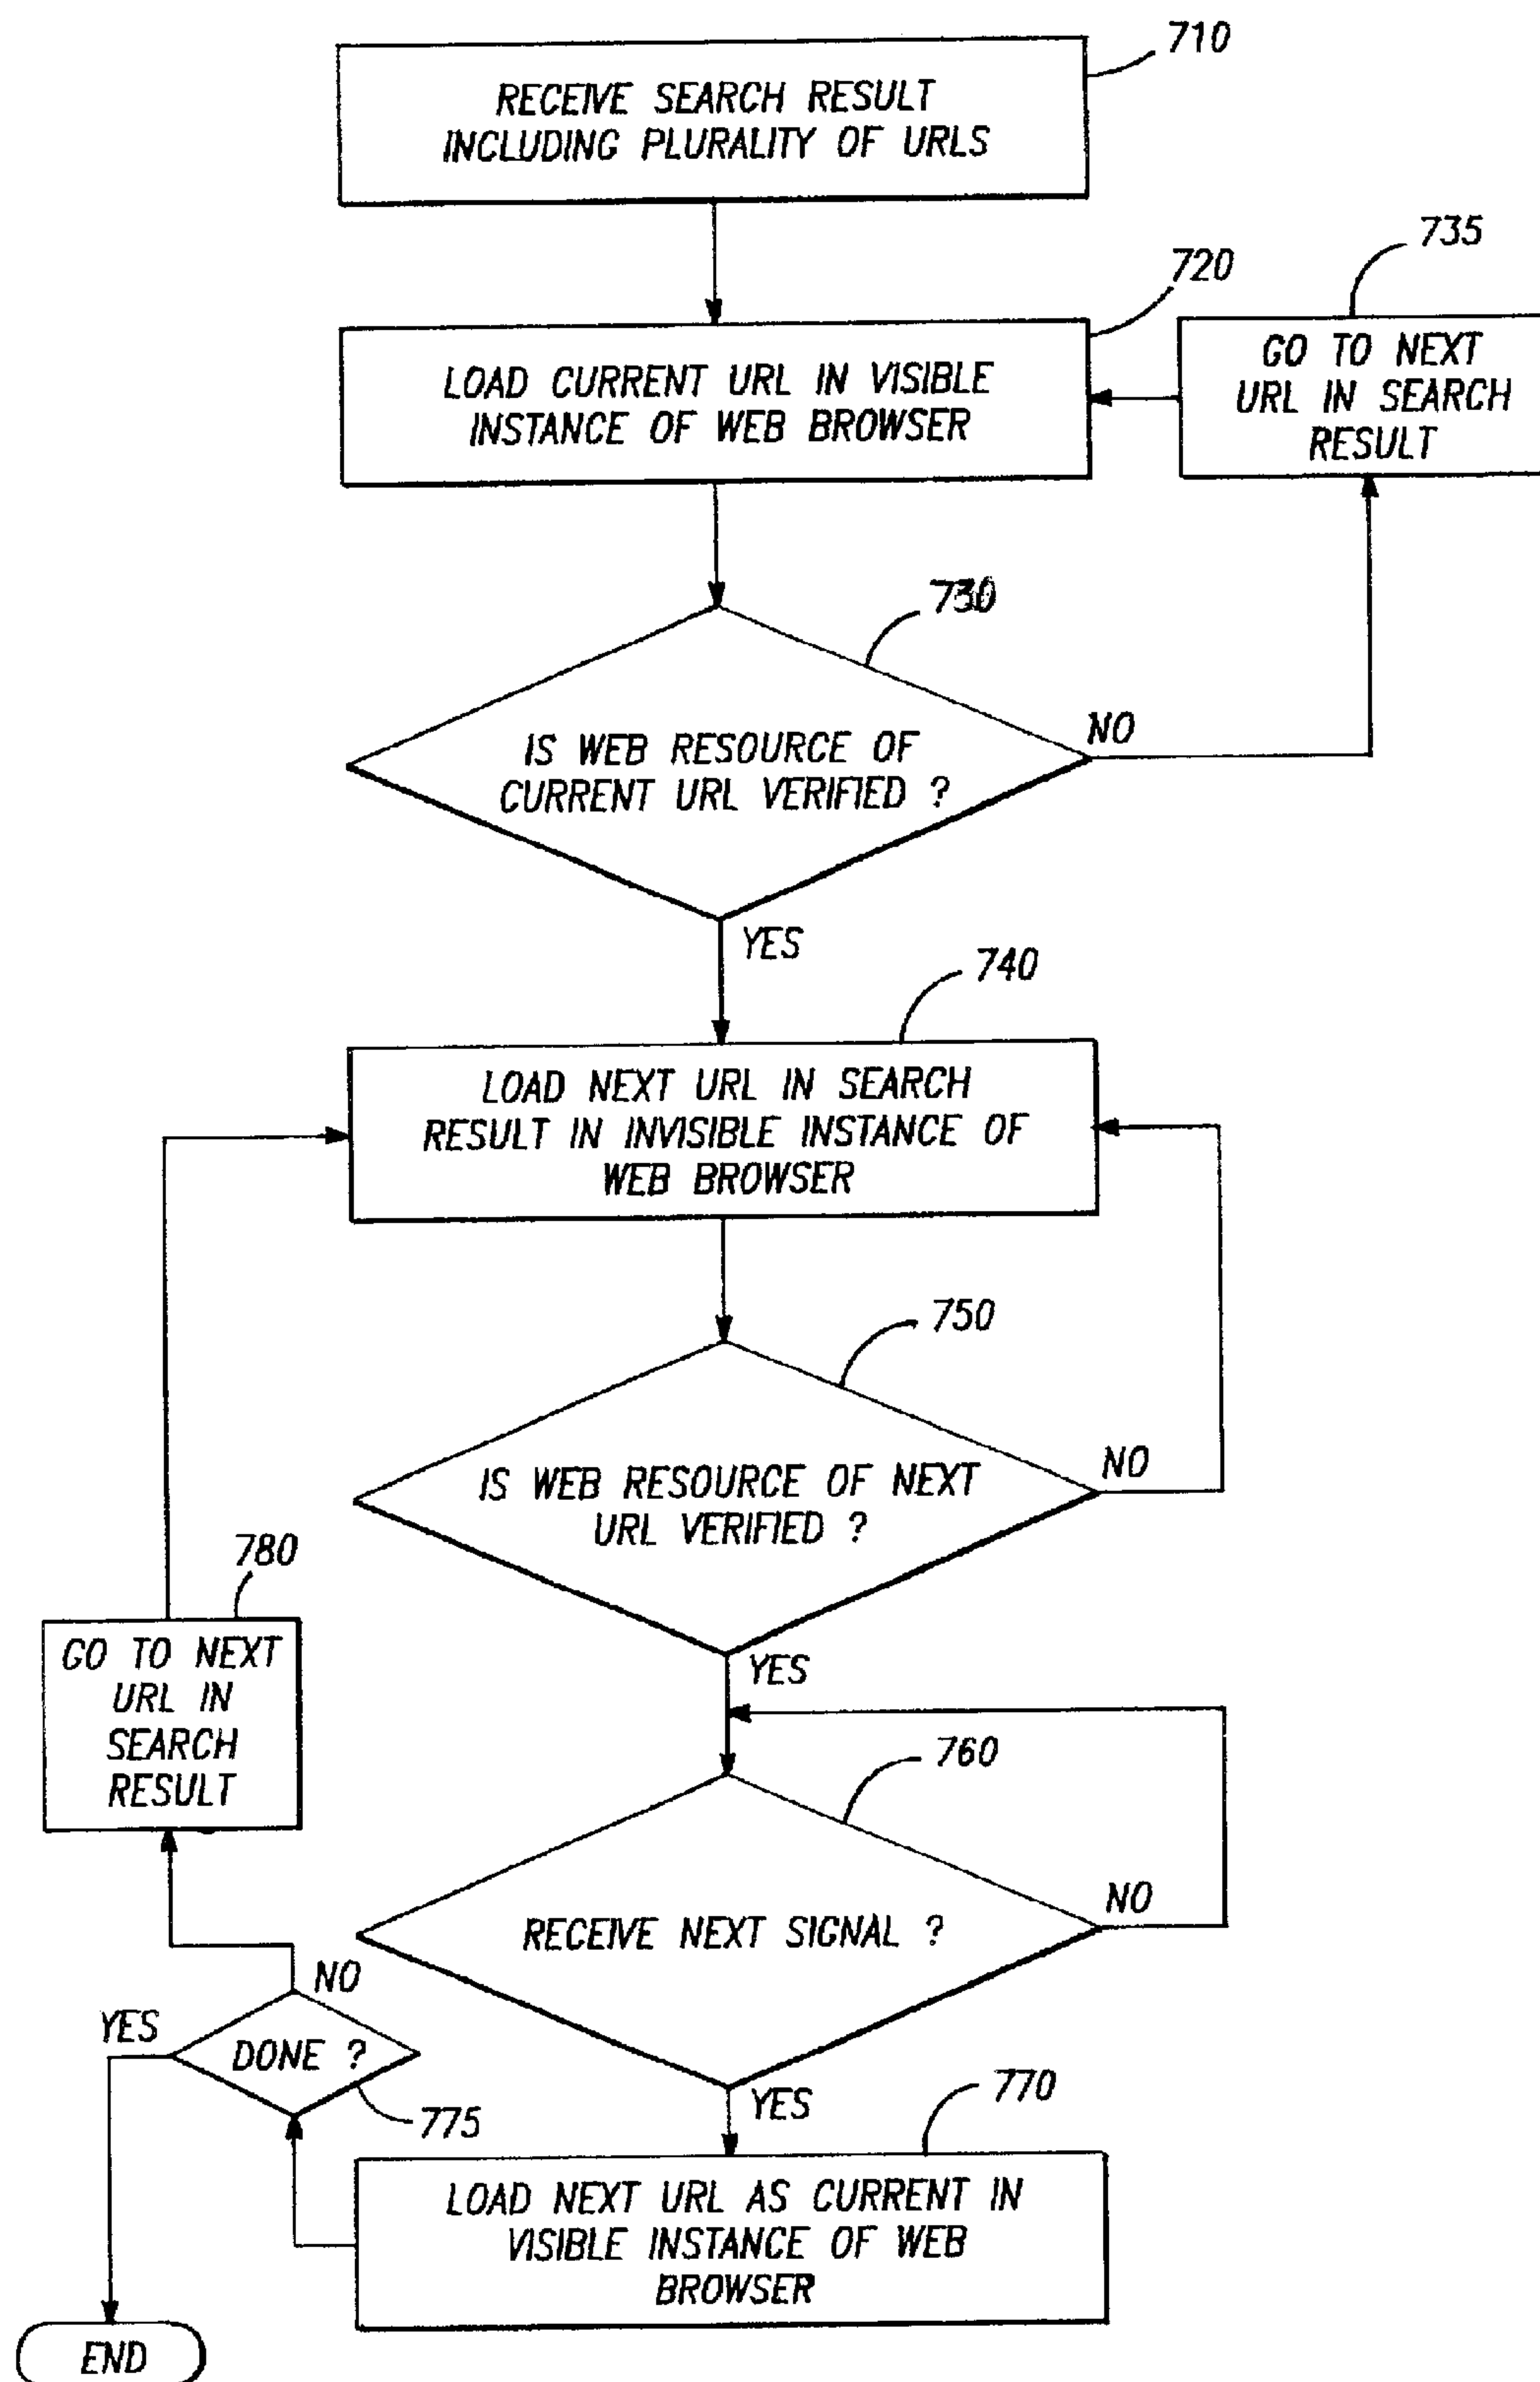 710
RECEIVE SEARCH RESULT
INCLUDING PLURALITY OF URLS
720
735
LOAD CURRENT URL IN VISIBLE
INSTANCE OF WEB BROWSER
GO TO NEXT
URL IN SEARCH
RESULT
730
IS WEB RESOURCE OF
CURRENT URL VERIFIED ?
NO
YES
740
LOAD NEXT URL IN SEARCH
RESULT IN INVISIBLE INSTANCE OF
WEB BROWSER
750
IS WEB RESOURCE OF NEXT
URL VERIFIED ?
NO
YES
780
GO TO NEXT
URL IN
SEARCH
RESULT
760
RECEIVE NEXT SIGNAL ?
NO
YES
NO
YES
DONE ?
775
770
LOAD NEXT URL AS CURRENT IN
VISIBLE INSTANCE OF WEB
BROWSER
END